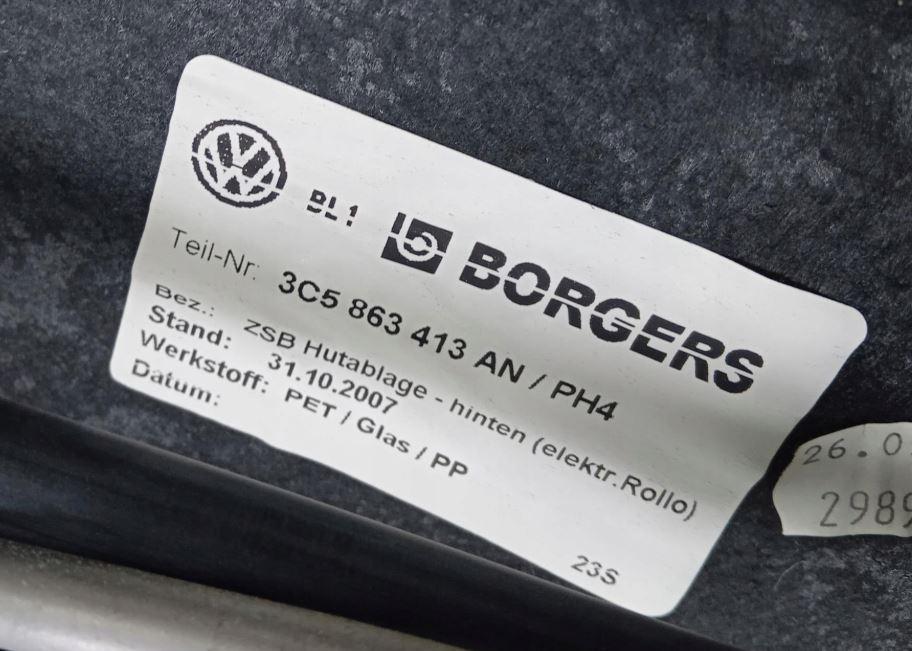 BL1
BORGERS
Teil-Nr: 3C5 863 413 AN / PH4
Bez.: ZSB Hutablage - hinten (elektr.Rollo)
Stand: 31.10.2007
Werkstoff: PET / Glas / PP
Datum:
23S
26.0
2989